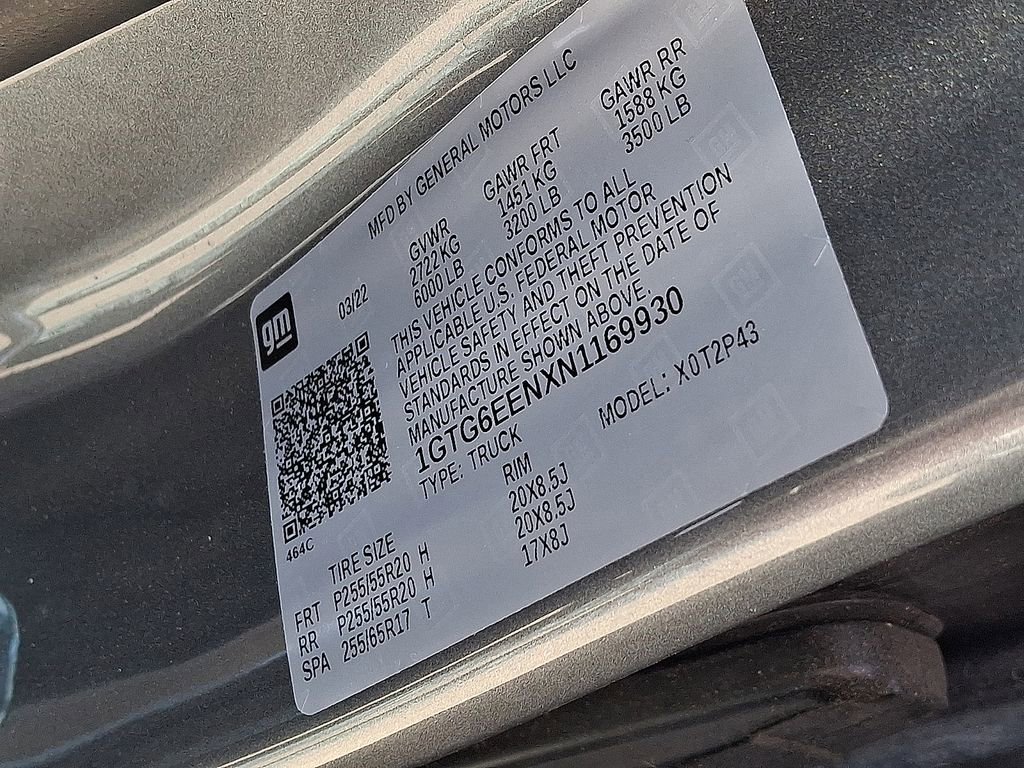 gm
MFD BY GENERAL MOTORS LLC
03/22
GVWR GAWR FRT GAWR RR
2722KG 1451 KG 1588 KG
6000 LB 3200 LB 3500 LB
THIS VEHICLE CONFORMS TO ALL
APPLICABLE U.S. FEDERAL MOTOR
VEHICLE SAFETY AND THEFT PREVENTION
STANDARDS IN EFFECT ON THE DATE OF
MANUFACTURE SHOWN ABOVE.
1GTG6EENXN1169930
TYPE: TRUCK MODEL: X0T2P43
464C
TIRE SIZE RIM
FRT P255/55R20 H 20X8.5J
RR P255/55R20 H 20X8.5J
SPA 255/65R17 T 17X8J